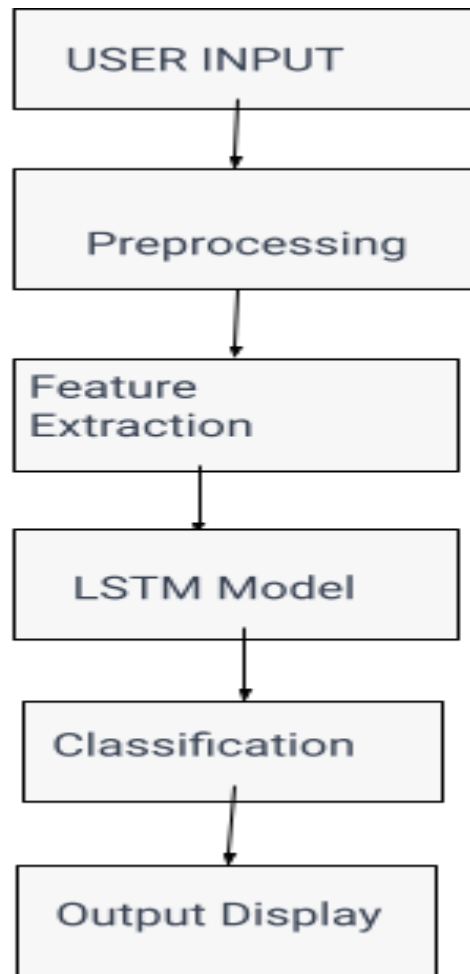 USER INPUT
Preprocessing
Feature
Extraction
LSTM Model
Classification
Output Display